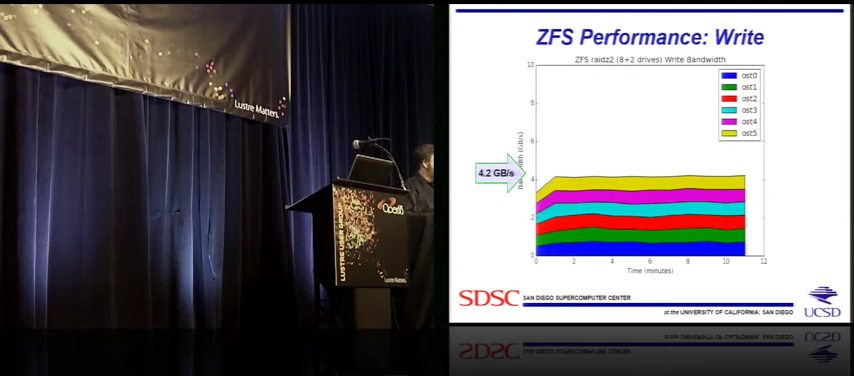 Lustre Matters.
LUSTRE USER GROUP
OpenSFS
Lustre Matters.
ZFS Performance: Write
ZFS raidz2 (8+2 drives) Write Bandwidth
10
8
6
4
2
0
4.2 GB/s
ost0
ost1
ost2
ost3
ost4
ost5
0 2 4 6 8 10 12
Time (minutes)
SDSC
SAN DIEGO SUPERCOMPUTER CENTER
at the UNIVERSITY OF CALIFORNIA; SAN DIEGO
UCSD